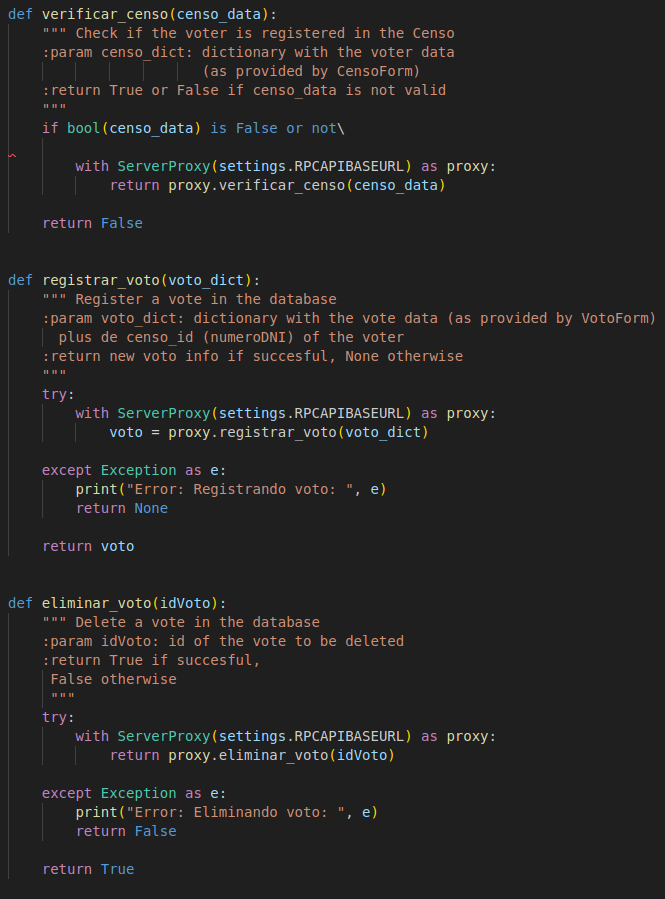 def verificar_censo(censo_data):
    """ Check if the voter is registered in the Censo
    :param censo_dict: dictionary with the voter data
                       (as provided by CensoForm)
    :return True or False if censo_data is not valid
    """
    if bool(censo_data) is False or not\
        with ServerProxy(settings.RPCAPIBASEURL) as proxy:
            return proxy.verificar_censo(censo_data)
    return False
def registrar_voto(voto_dict):
    """ Register a vote in the database
    :param voto_dict: dictionary with the vote data (as provided by VotoForm)
      plus de censo_id (numeroDNI) of the voter
    :return new voto info if succesful, None otherwise
    """
    try:
        with ServerProxy(settings.RPCAPIBASEURL) as proxy:
            voto = proxy.registrar_voto(voto_dict)
    except Exception as e:
        print("Error: Registrando voto: ", e)
        return None
    return voto
def eliminar_voto(idVoto):
    """ Delete a vote in the database
    :param idVoto: id of the vote to be deleted
    :return True if succesful,
     False otherwise
     """
    try:
        with ServerProxy(settings.RPCAPIBASEURL) as proxy:
            return proxy.eliminar_voto(idVoto)
    except Exception as e:
        print("Error: Eliminando voto: ", e)
        return False
    return True